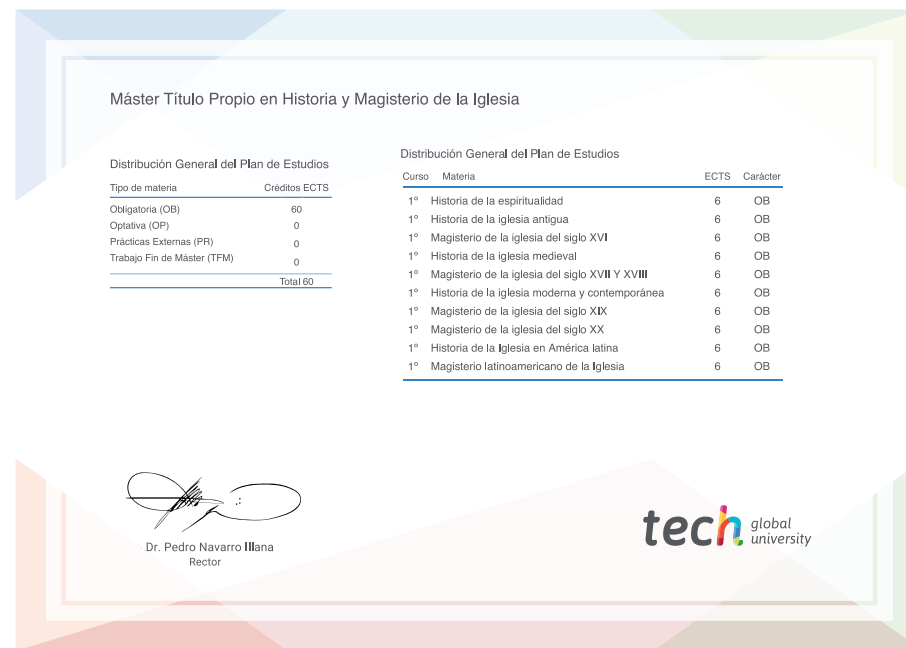 Máster Título Propio en Historia y Magisterio de la Iglesia
Distribución General del Plan de Estudios
Tipo de materia Créditos ECTS
Obligatoria (OB) 60
Optativa (OP) 0
Prácticas Externas (PR) 0
Trabajo Fin de Máster (TFM) 0
Total 60
Distribución General del Plan de Estudios
Curso Materia ECTS Carácter
1º Historia de la espiritualidad 6 OB
1º Historia de la iglesia antigua 6 OB
1º Magisterio de la iglesia del siglo XVI 6 OB
1º Historia de la iglesia medieval 6 OB
1º Magisterio de la iglesia del siglo XVII Y XVIII 6 OB
1º Historia de la iglesia moderna y contemporánea 6 OB
1º Magisterio de la iglesia del siglo XIX 6 OB
1º Magisterio de la iglesia del siglo XX 6 OB
1º Historia de la Iglesia en América latina 6 OB
1º Magisterio latinoamericano de la Iglesia 6 OB
Dr. Pedro Navarro Illana
Rector
tech global university